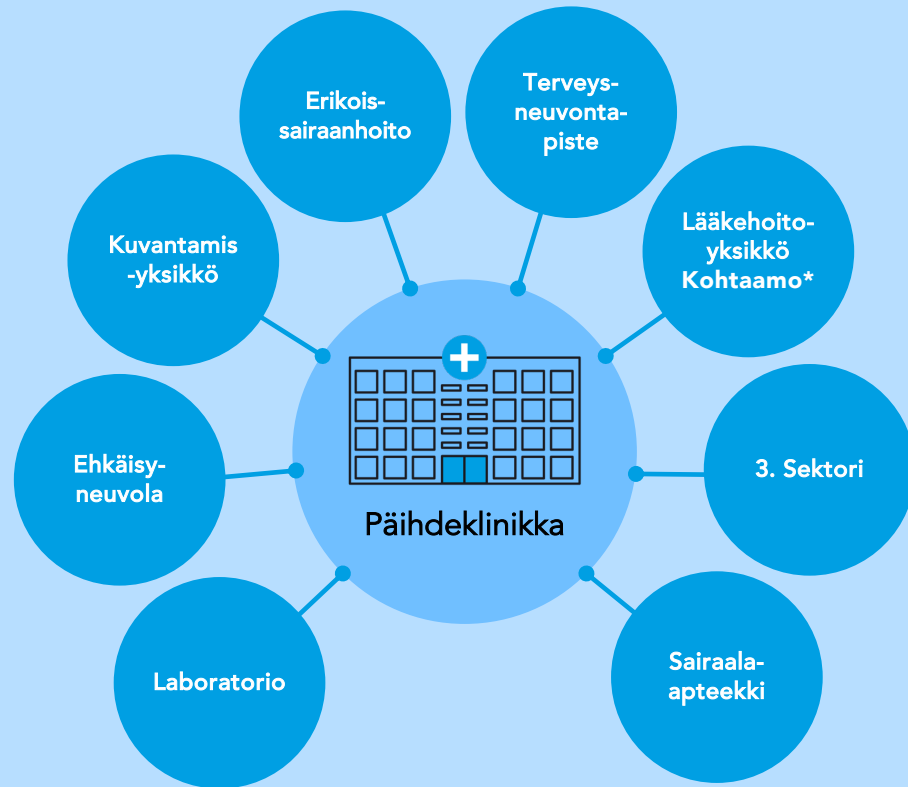 Erikois-
sairaanhoito
Terveys-
neuvonta-
piste
Kuvantamis
-yksikkö
Lääkehoito-
yksikkö
Kohtaamo*
Ehkäisy-
neuvola
Päihdeklinikka
3. Sektori
Laboratorio
Sairaala-
apteekki